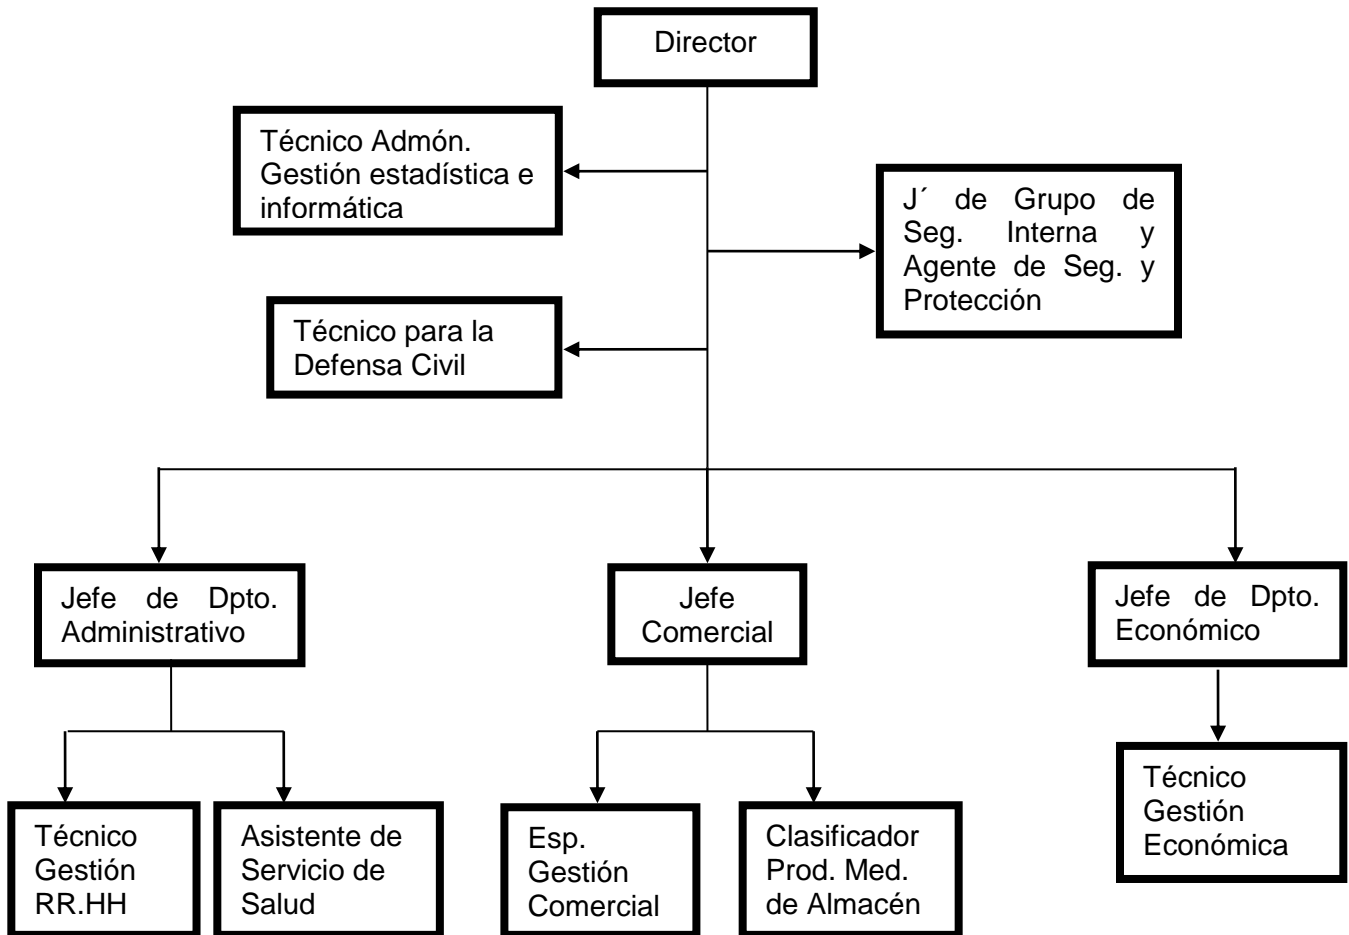 Director
Técnico Admón.
Gestión estadística e
informática
J´ de Grupo de
Seg. Interna y
Agente de Seg. y
Protección
Técnico para la
Defensa Civil
Jefe de Dpto.
Administrativo
Jefe
Comercial
Jefe de Dpto.
Económico
Técnico
Gestión
RR.HH
Asistente de
Servicio de
Salud
Esp.
Gestión
Comercial
Clasificador
Prod. Med.
de Almacén
Técnico
Gestión
Económica